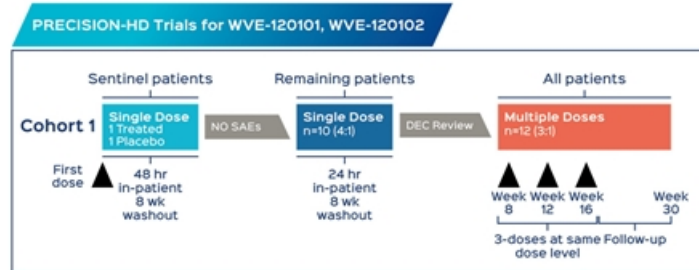 PRECISION-HD Trials for WVE-120101, WVE-120102
Sentinel patients
Remaining patients
All patients
Cohort 1
Single Dose
1 Treated
1 Placebo
NO SAEs
Single Dose
n=10 (4:1)
DEC Review
Multiple Doses
n=12 (3:1)
First
dose
48 hr
in-patient
8 wk
washout
24 hr
in-patient
8 wk
washout
Week
8
Week
12
Week
16
Week
30
3-doses at same
dose level
Follow-up